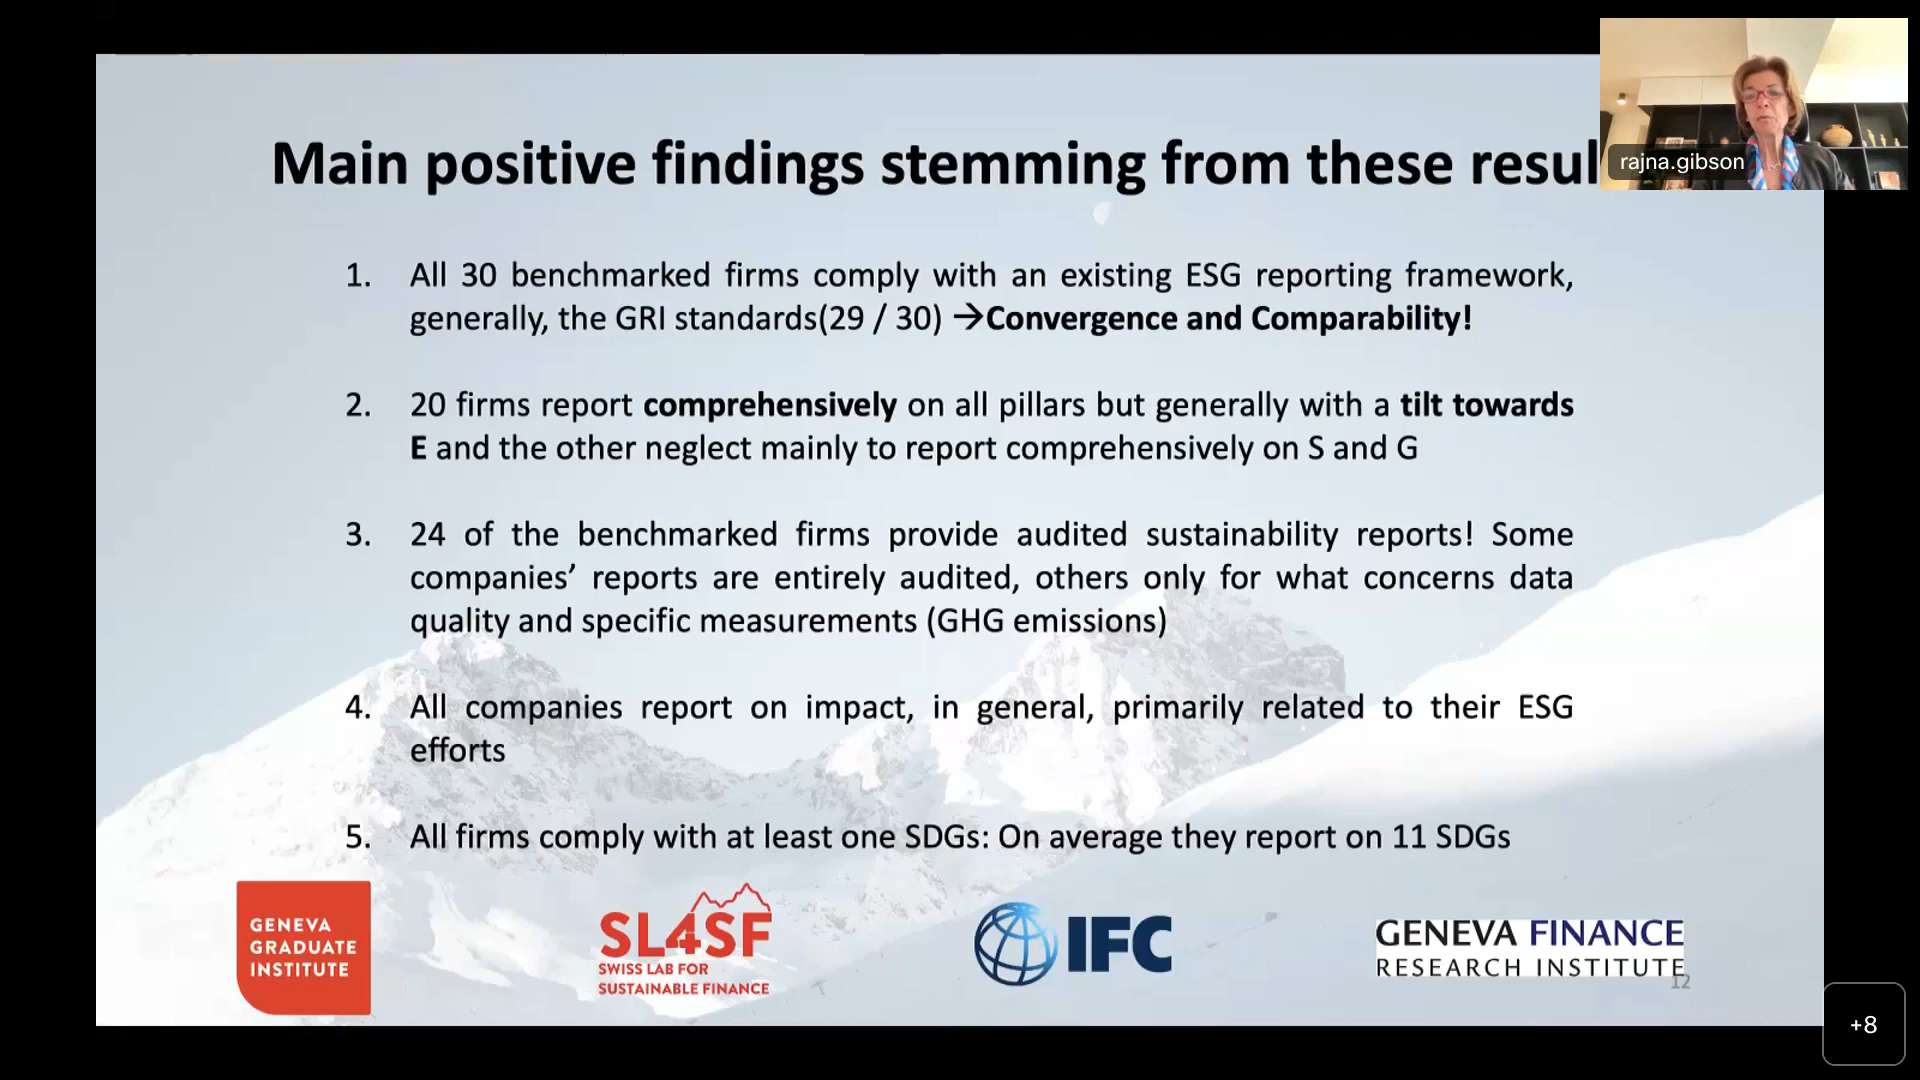 Main positive findings stemming from these resul
rajna.gibson
1. All 30 benchmarked firms comply with an existing ESG reporting framework,
generally, the GRI standards(29 / 30) →Convergence and Comparability!
2. 20 firms report comprehensively on all pillars but generally with a tilt towards
E and the other neglect mainly to report comprehensively on S and G
3. 24 of the benchmarked firms provide audited sustainability reports! Some
companies’ reports are entirely audited, others only for what concerns data
quality and specific measurements (GHG emissions)
4. All companies report on impact, in general, primarily related to their ESG
efforts
5. All firms comply with at least one SDGs: On average they report on 11 SDGs
GENEVA
GRADUATE
INSTITUTE
SL4SF
SWISS LAB FOR
SUSTAINABLE FINANCE
IFC
GENEVA FINANCE
RESEARCH INSTITUTE
12
+8